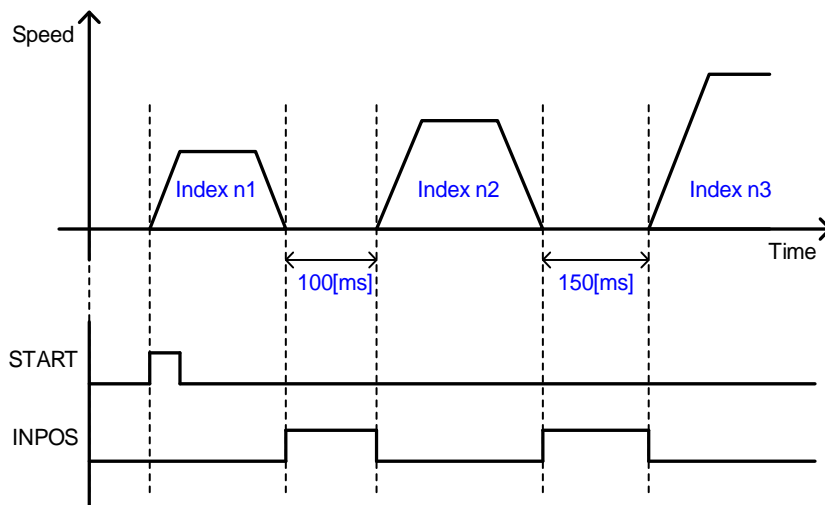 Speed
Index n1
Index n2
Index n3
Time
100[ms]
150[ms]
START
INPOS